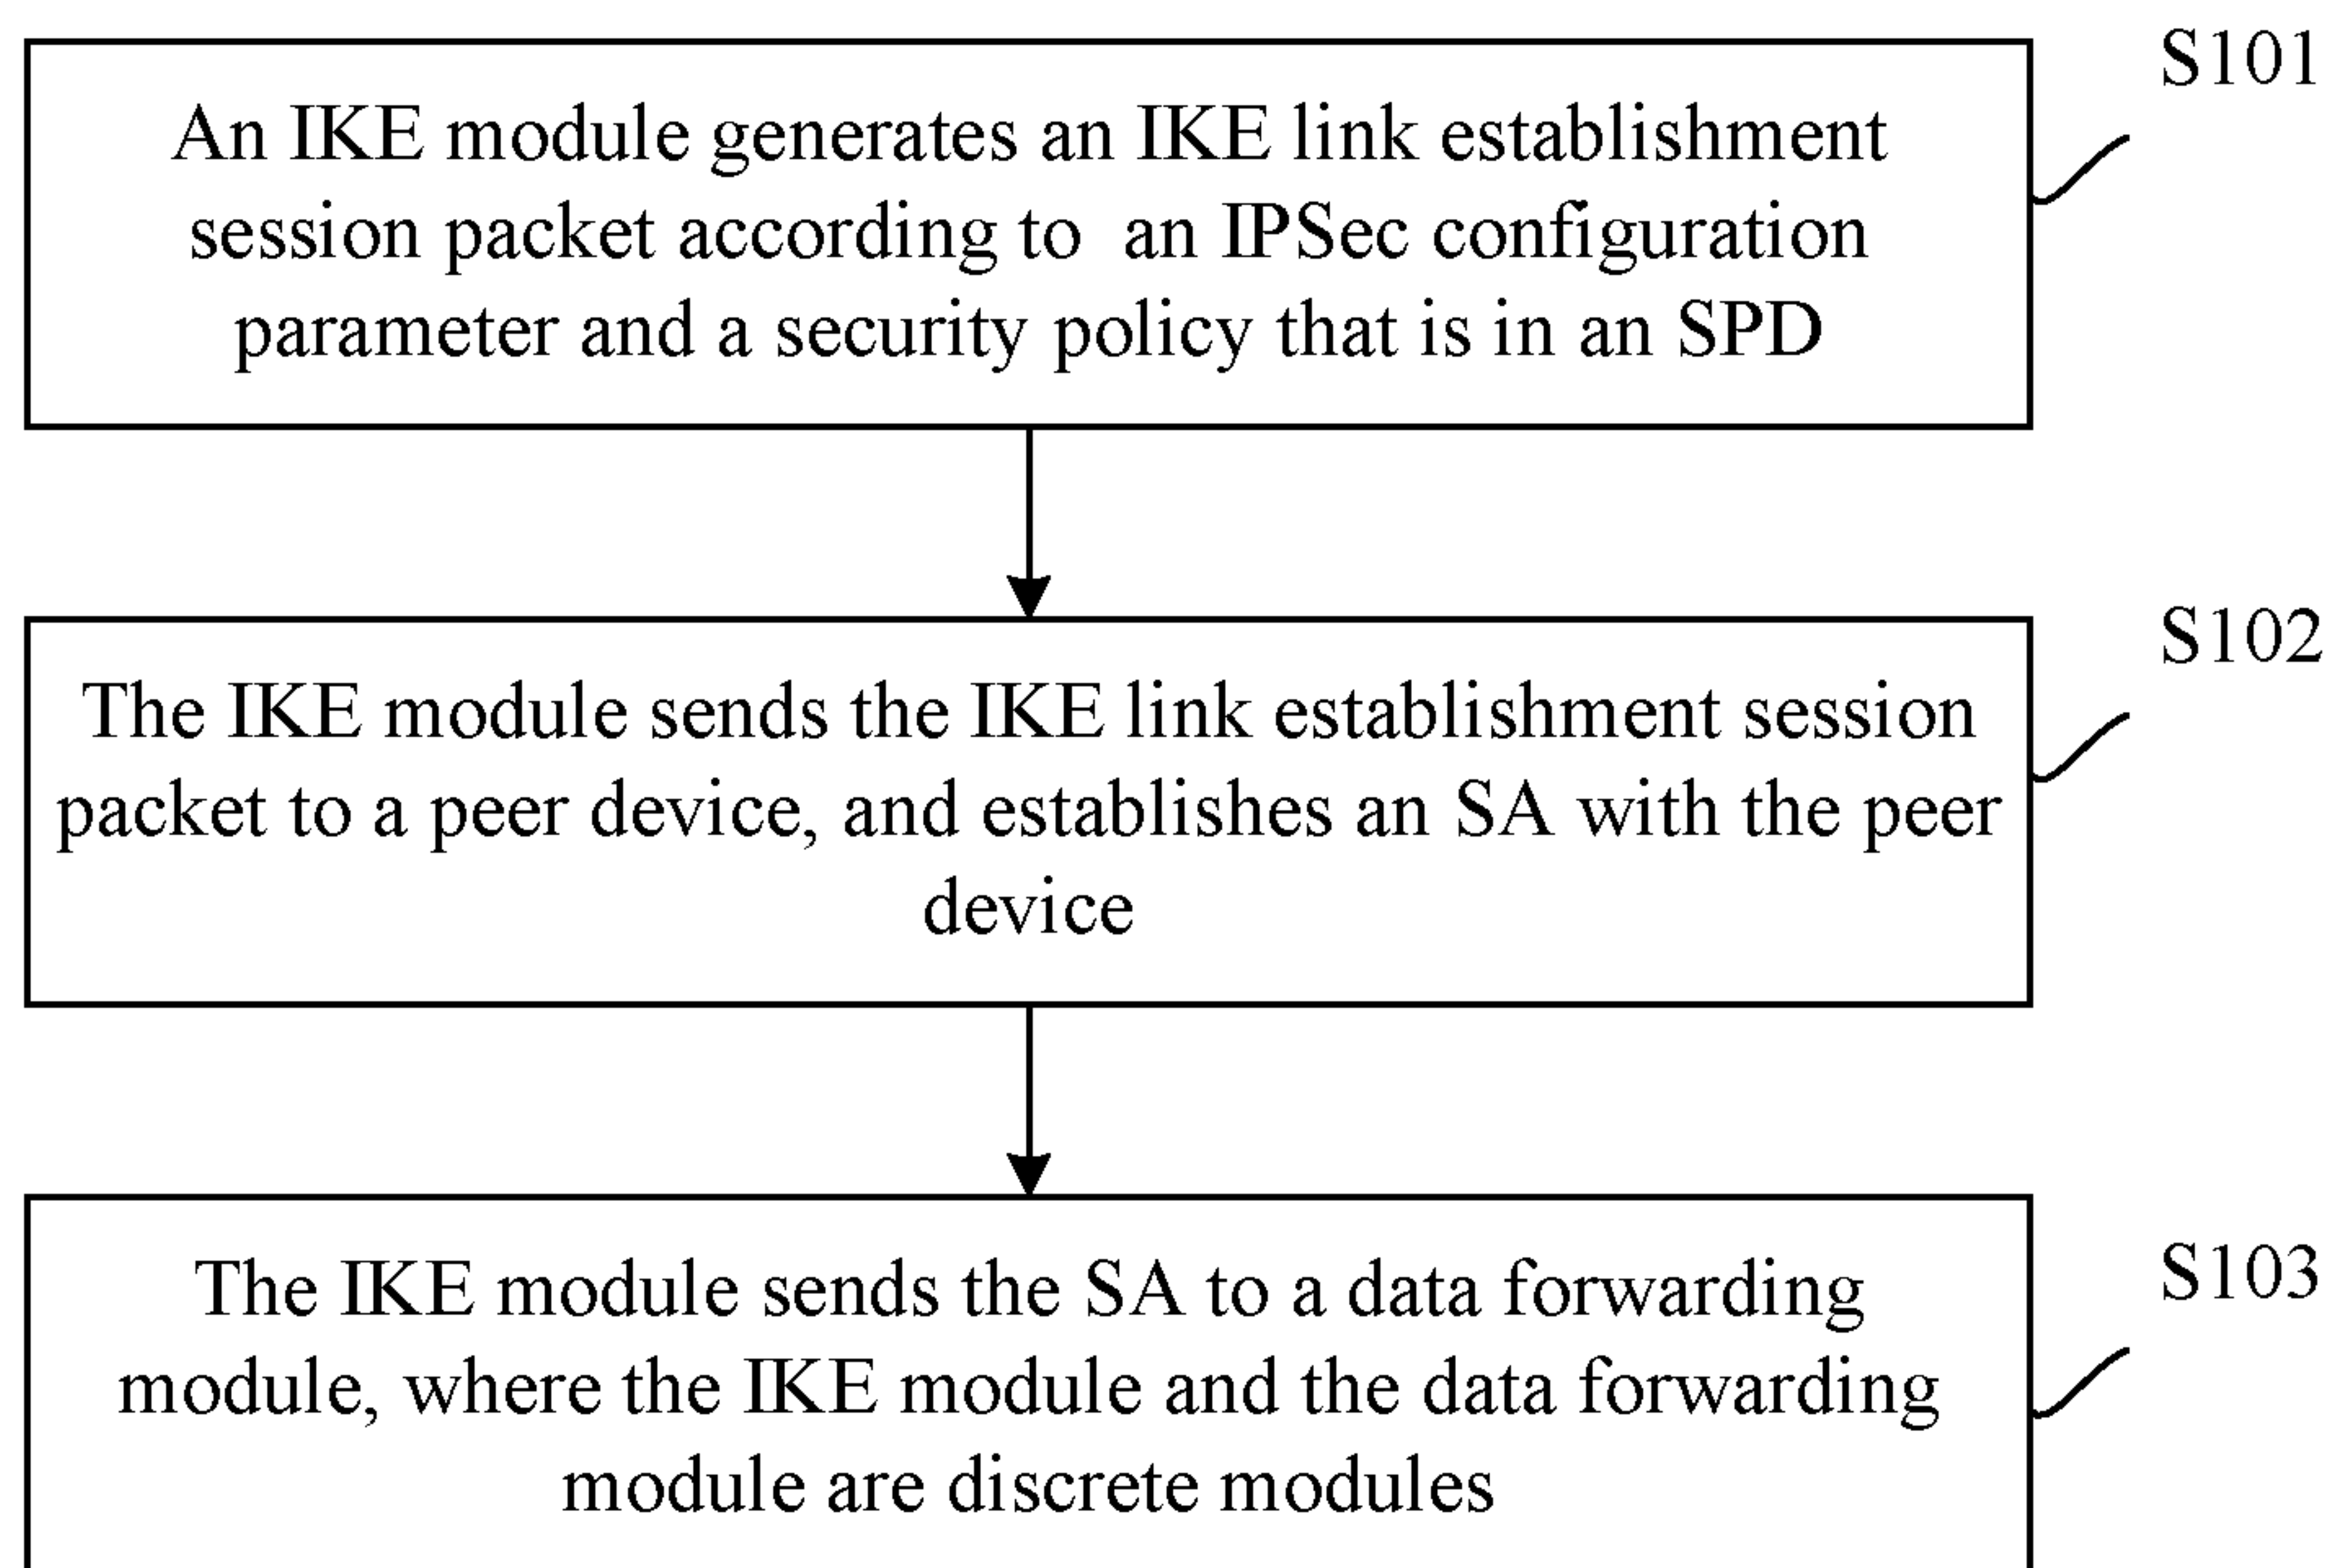 S101
An IKE module generates an IKE link establishment
session packet according to an IPSec configuration
parameter and a security policy that is in an SPD
S102
The IKE module sends the IKE link establishment session
packet to a peer device, and establishes an SA with the peer
device
S103
The IKE module sends the SA to a data forwarding
module, where the IKE module and the data forwarding
module are discrete modules